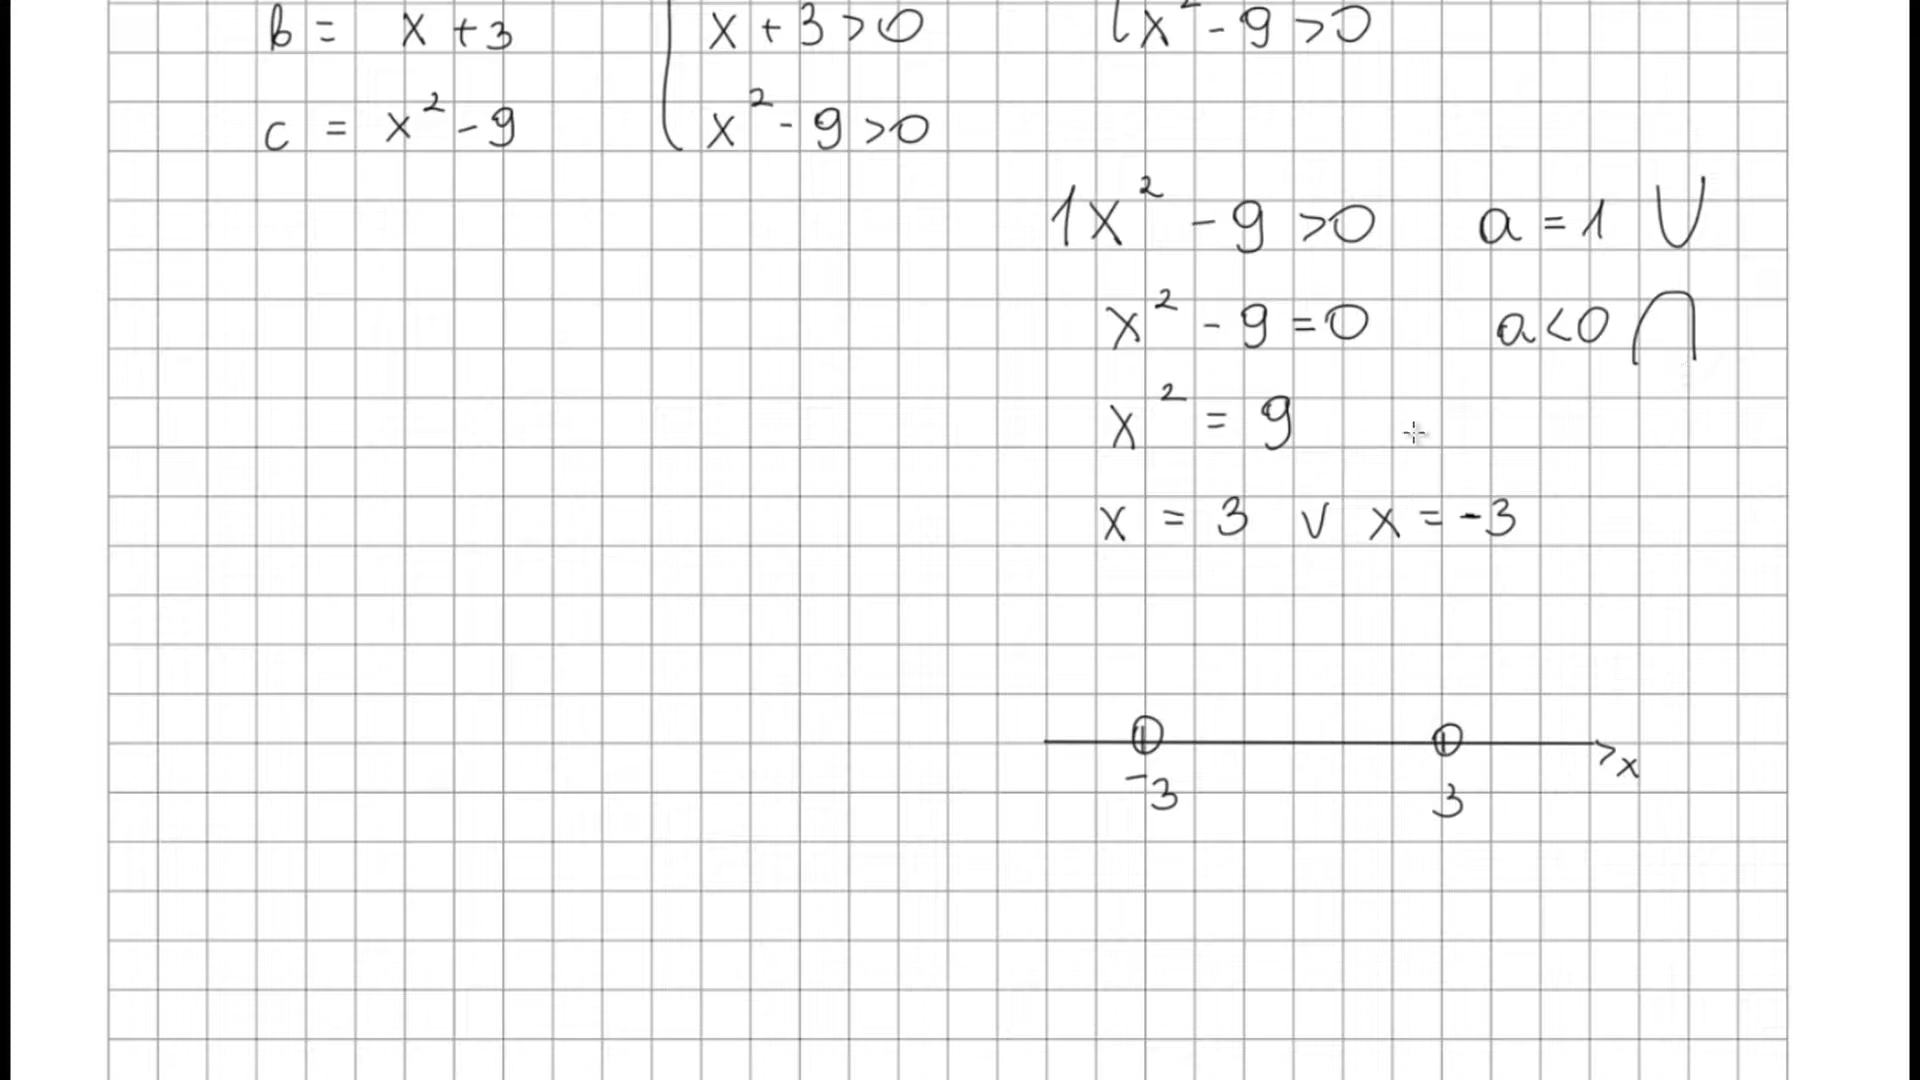 b = x + 3
x + 3 > 0
x² - 9 > 0
c = x² - 9
x² - 9 > 0
1x² - 9 > 0 a = 1 ∪
x² - 9 = 0 a < 0 ∩
x² = 9
x = 3 ∨ x = -3
x
-3 3